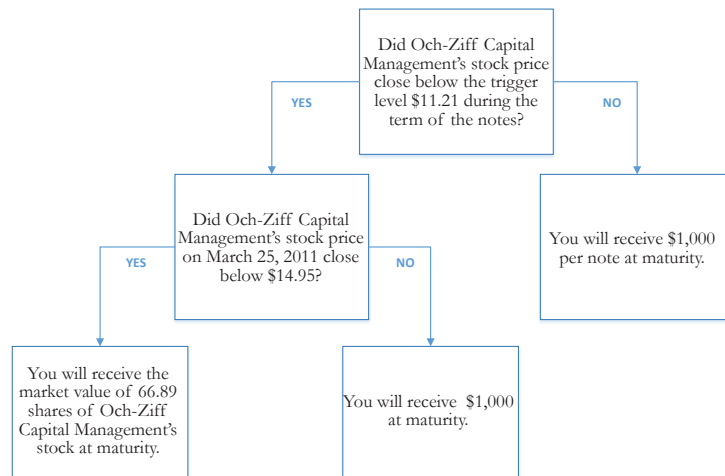 Did Och-Ziff Capital
Management's stock price
close below the trigger
level $11.21 during the
term of the notes?
YES
NO
Did Och-Ziff Capital
Management's stock price
on March 25, 2011 close
below $14.95?
You will receive $1,000
per note at maturity.
YES
NO
You will receive the
market value of 66.89
shares of Och-Ziff
Capital Management's
stock at maturity.
You will receive $1,000
at maturity.